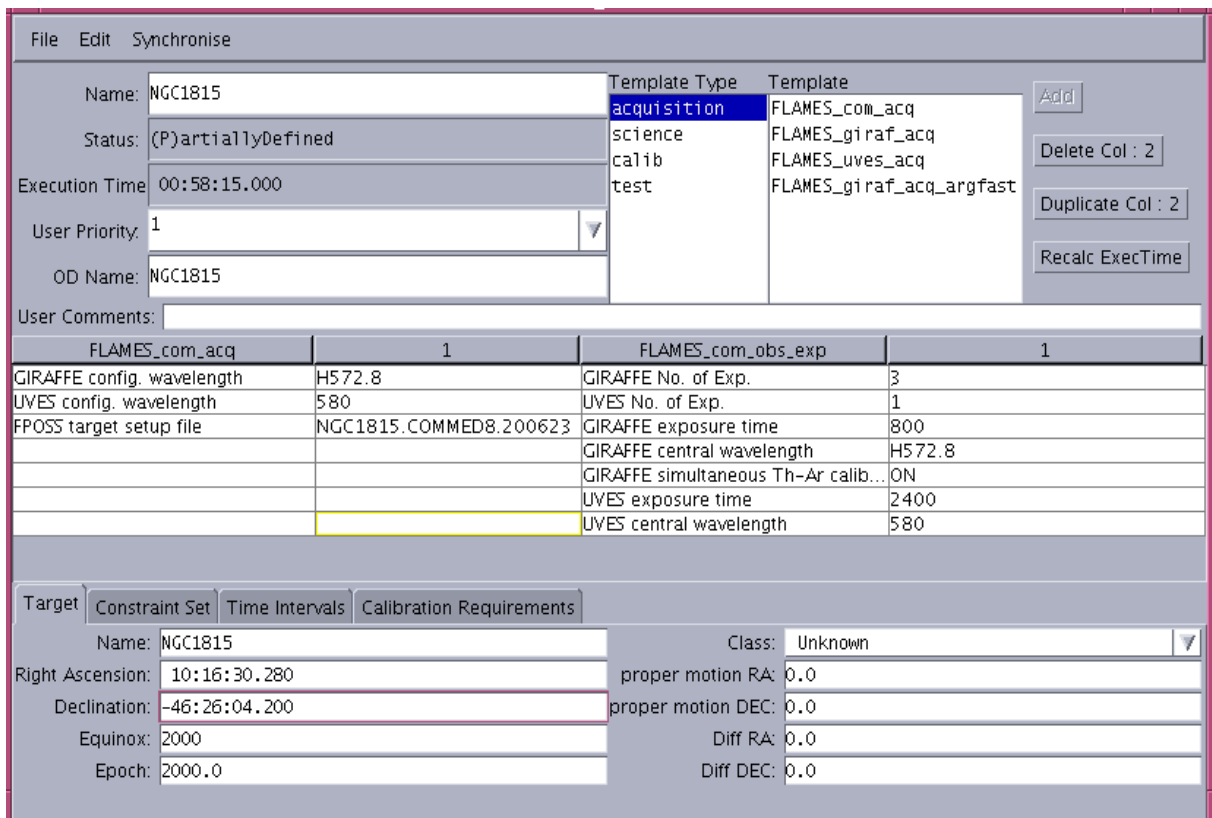 File Edit Synchronise
Name: NGC1815
Status: (P)artiallyDefined
Execution Time 00:58:15.000
User Priority: 1
OD Name: NGC1815
User Comments:
Template Type Template
acquisition FLAMES_com_acq
science FLAMES_giraf_acq
calib FLAMES_uves_acq
test FLAMES_giraf_acq_argfast
Add
Delete Col : 2
Duplicate Col : 2
Recalc ExecTime
FLAMES_com_acq 1 FLAMES_com_obs_exp 1
GIRAFFE config. wavelength H572.8 GIRAFFE No. of Exp. 3
UVES config. wavelength 580 UVES No. of Exp. 1
FPOSS target setup file NGC1815.COMMED8.200623 GIRAFFE exposure time 800
GIRAFFE central wavelength H572.8
GIRAFFE simultaneous Th-Ar calib... ON
UVES exposure time 2400
UVES central wavelength 580
Target Constraint Set Time Intervals Calibration Requirements
Name: NGC1815 Class: Unknown
Right Ascension: 10:16:30.280 proper motion RA: 0.0
Declination: -46:26:04.200 proper motion DEC: 0.0
Equinox: 2000 Diff RA: 0.0
Epoch: 2000.0 Diff DEC: 0.0